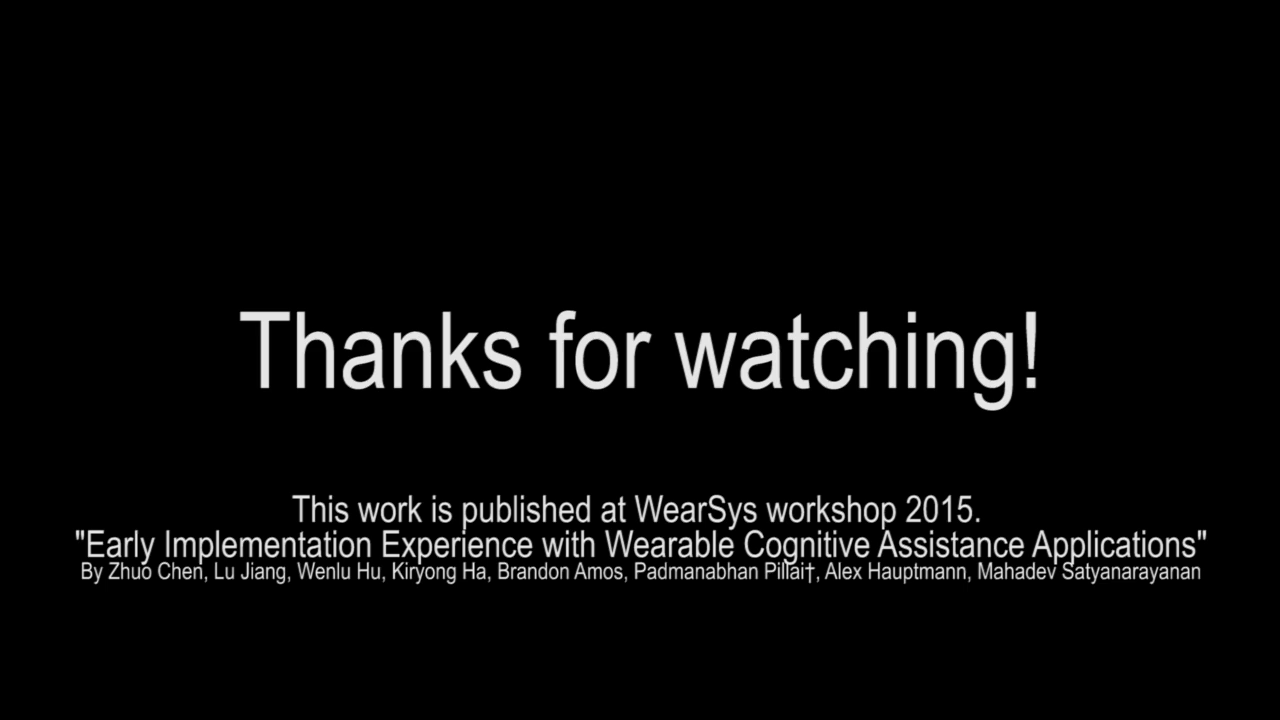 Thanks for watching!
This work is published at WearSys workshop 2015.
"Early Implementation Experience with Wearable Cognitive Assistance Applications"
By Zhuo Chen, Lu Jiang, Wenlu Hu, Kiryong Ha, Brandon Amos, Padmanabhan Pillai†, Alex Hauptmann, Mahadev Satyanarayanan